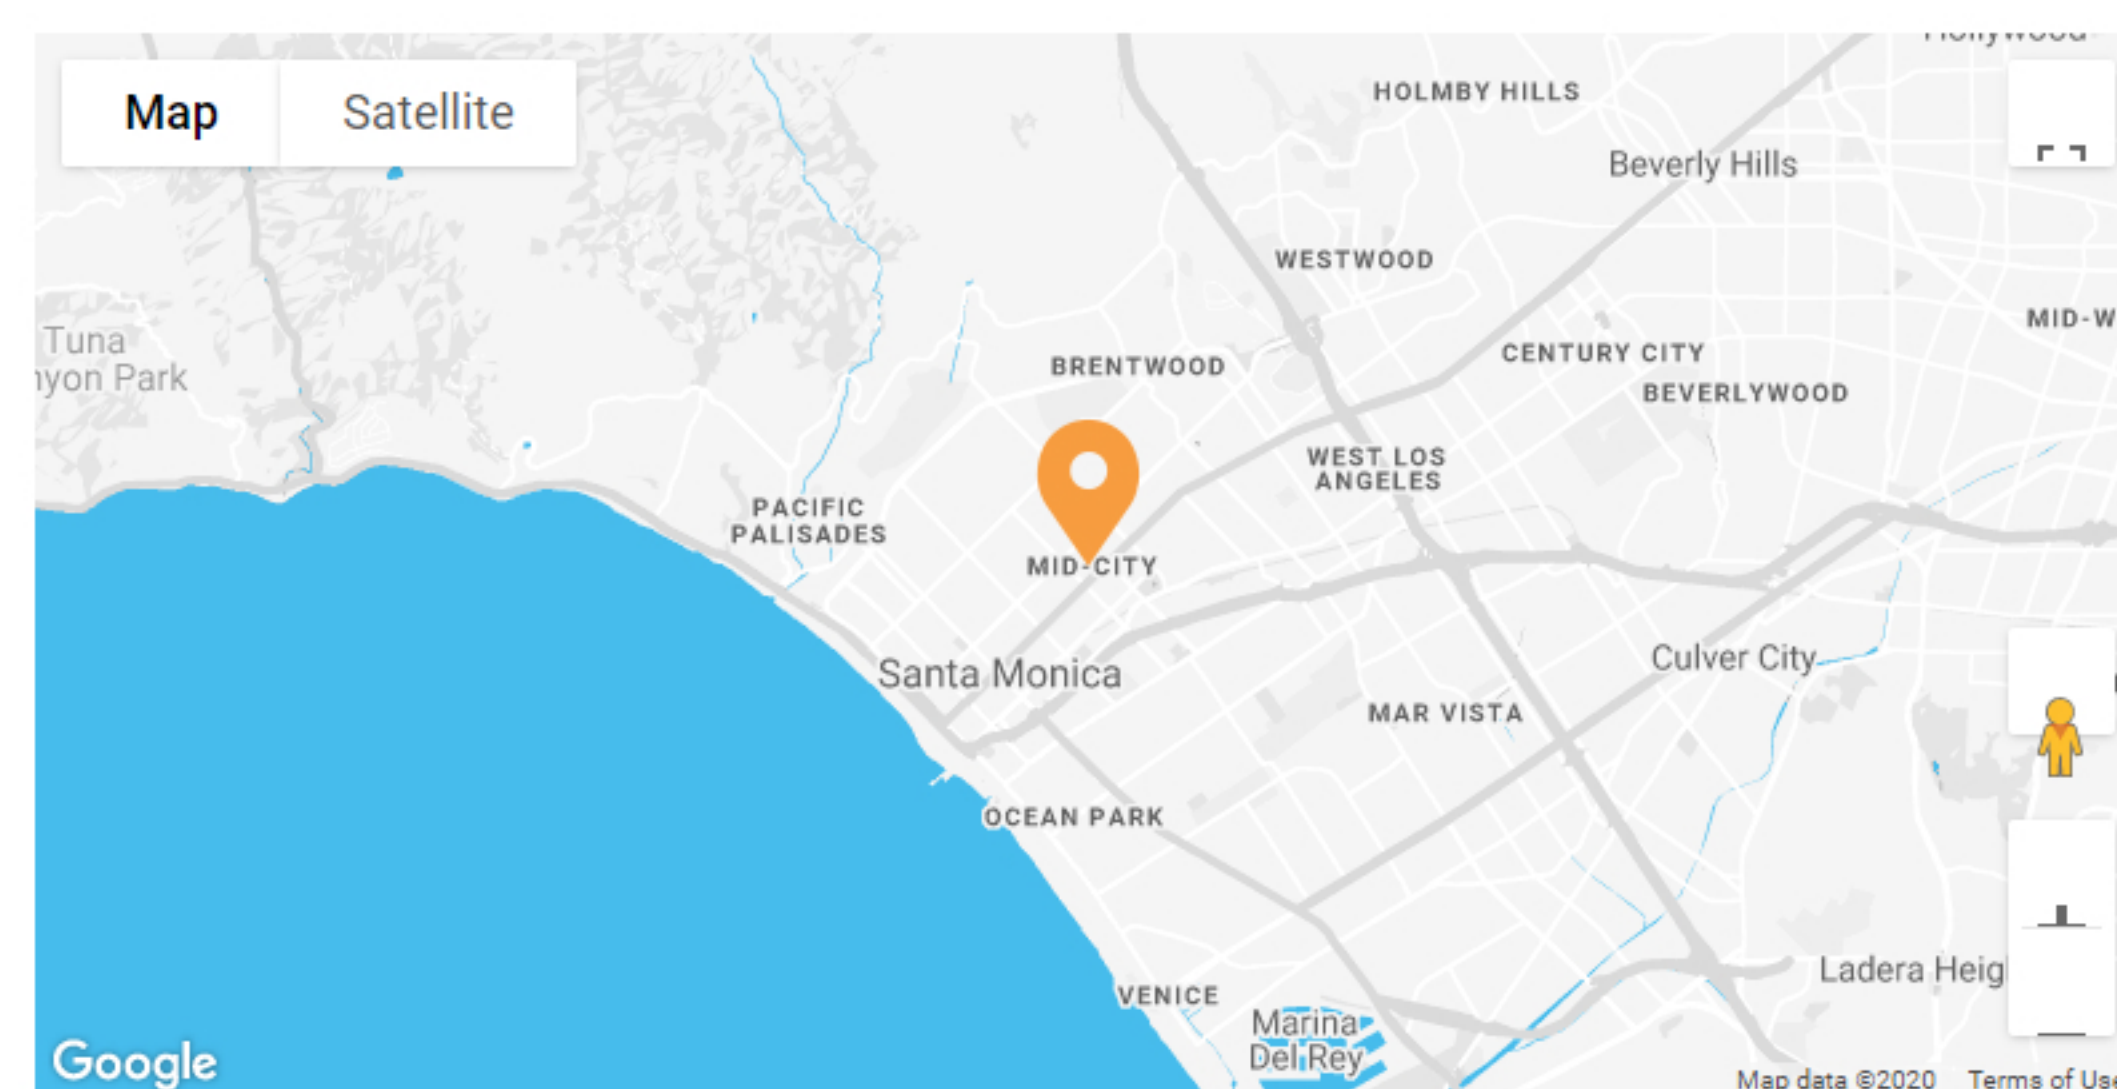 Hollywood
Map
Satellite
HOLMBY HILLS
Beverly Hills
WESTWOOD
MID-W
Tuna
nyon Park
BRENTWOOD
CENTURY CITY
BEVERLYWOOD
WEST LOS
ANGELES
PACIFIC
PALISADES
MID-CITY
Santa Monica
Culver City
MAR VISTA
OCEAN PARK
Ladera Heig
VENICE
Marina
Del Rey
Google
Map data ©2020
Terms of Use